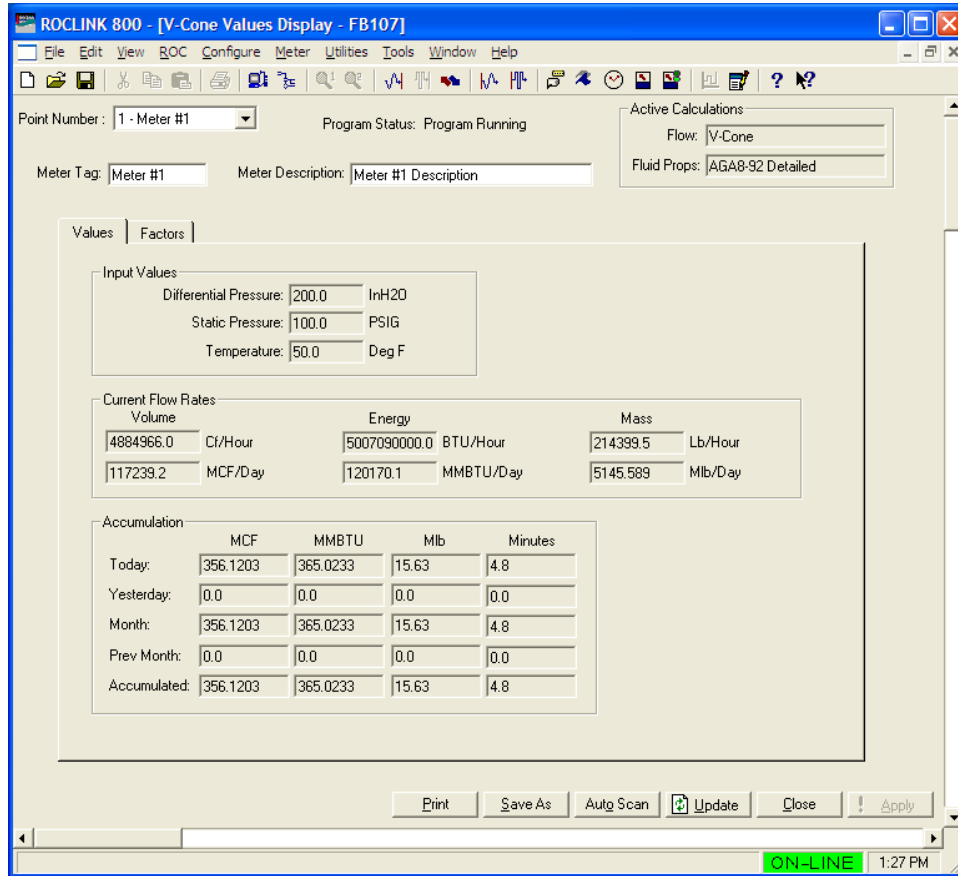 ROCLINK 800 - [V-Cone Values Display - FB107]
File Edit View ROC Configure Meter Utilities Tools Window Help
Point Number : 1 - Meter #1 Program Status: Program Running
Active Calculations
Flow: V-Cone
Meter Tag: Meter #1 Meter Description: Meter #1 Description Fluid Props: AGA8-92 Detailed
Values Factors
Input Values
Differential Pressure: 200.0 InH2O
Static Pressure: 100.0 PSIG
Temperature: 50.0 Deg F
Current Flow Rates
Volume Energy Mass
4884966.0 Cf/Hour 5007090000.0 BTU/Hour 214399.5 Lb/Hour
117239.2 MCF/Day 120170.1 MMBTU/Day 5145.589 Mlb/Day
Accumulation
MCF MMBTU Mlb Minutes
Today: 356.1203 365.0233 15.63 4.8
Yesterday: 0.0 0.0 0.0 0.0
Month: 356.1203 365.0233 15.63 4.8
Prev Month: 0.0 0.0 0.0 0.0
Accumulated: 356.1203 365.0233 15.63 4.8
Print Save As Auto Scan Update Close ! Apply
ON-LINE 1:27 PM